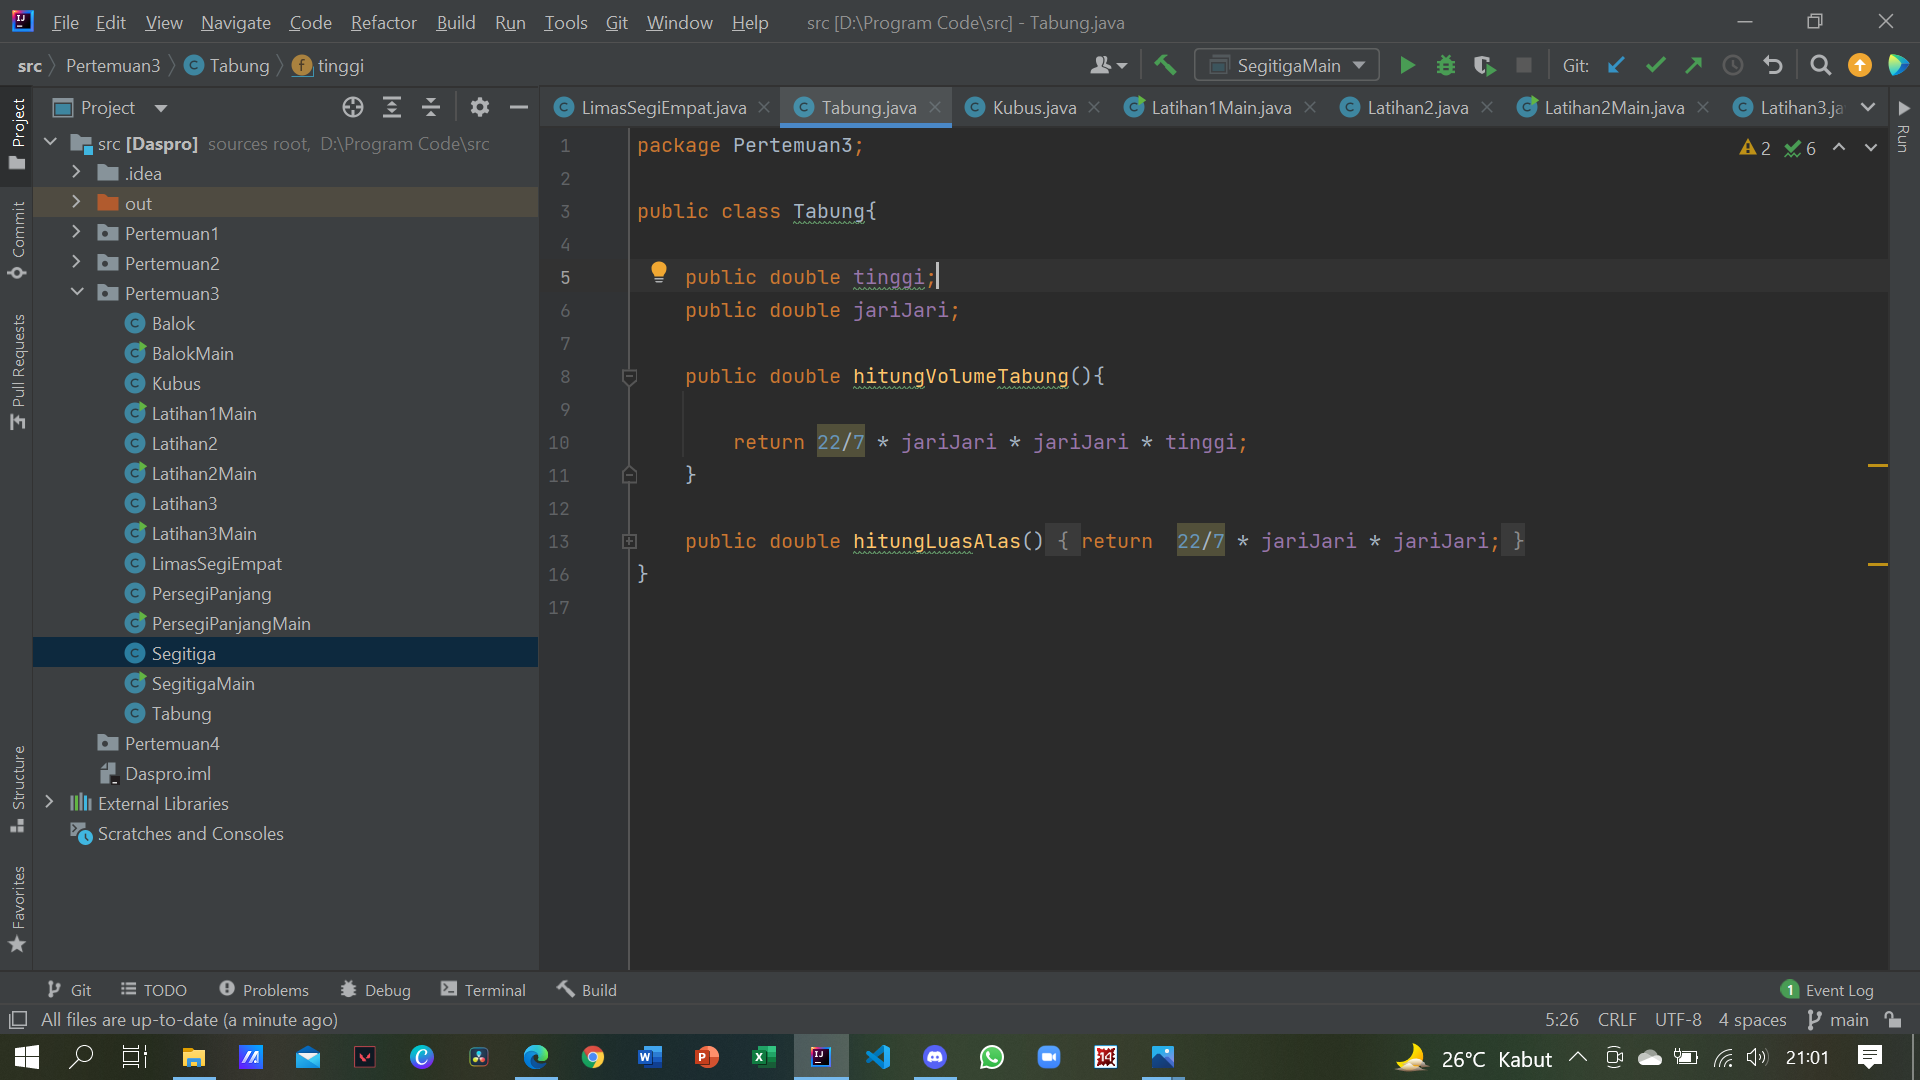 File Edit View Navigate Code Refactor Build Run Tools Git Window Help src [D:\Program Code\src] - Tabung.java
src Pertemuan3 Tabung tinggi SegitigaMain Git:
Project LimasSegiEmpat.java Tabung.java Kubus.java Latihan1Main.java Latihan2.java Latihan2Main.java Latihan3.ja
Project
Commit
Pull Requests
Structure
Favorites
Run
src [Daspro] sources root, D:\Program Code\src
.idea
out
Pertemuan1
Pertemuan2
Pertemuan3
Balok
BalokMain
Kubus
Latihan1Main
Latihan2
Latihan2Main
Latihan3
Latihan3Main
LimasSegiEmpat
PersegiPanjang
PersegiPanjangMain
Segitiga
SegitigaMain
Tabung
Pertemuan4
Daspro.iml
External Libraries
Scratches and Consoles
1 package Pertemuan3;
2
3 public class Tabung{
4
5 public double tinggi;
6 public double jariJari;
7
8 public double hitungVolumeTabung(){
9
10 return 22/7 * jariJari * jariJari * tinggi;
11 }
12
13 public double hitungLuasAlas() { return 22/7 * jariJari * jariJari; }
16 }
17
2 6
Git TODO Problems Debug Terminal Build 1 Event Log
All files are up-to-date (a minute ago) 5:26 CRLF UTF-8 4 spaces main
26°C Kabut 21:01